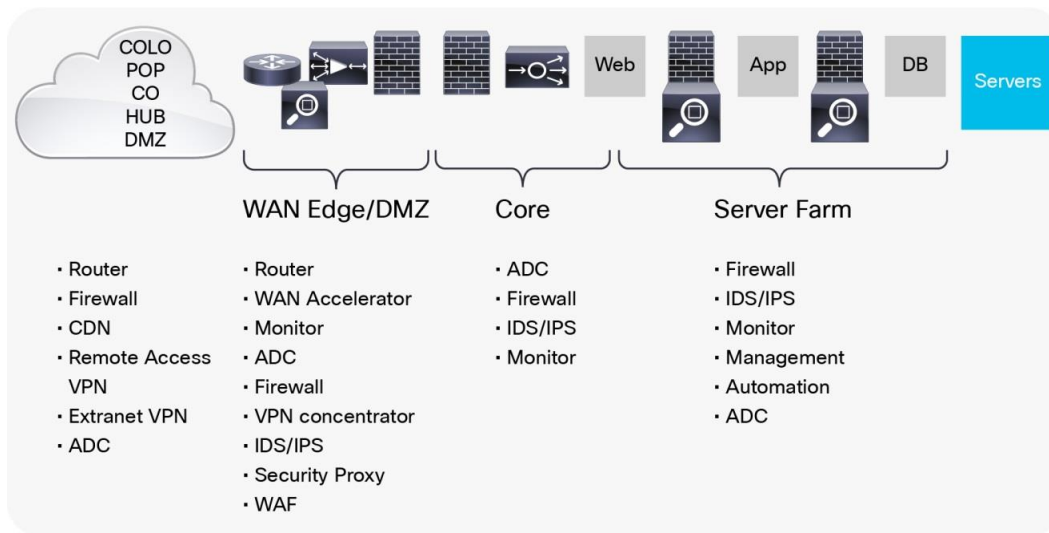 COLO
POP
CO
HUB
DMZ
Web
App
DB
Servers
WAN Edge/DMZ
Core
Server Farm
· Router
· Firewall
· CDN
· Remote Access
VPN
· Extranet VPN
· ADC
· Router
· WAN Accelerator
· Monitor
· ADC
· Firewall
· VPN concentrator
· IDS/IPS
· Security Proxy
· WAF
· ADC
· Firewall
· IDS/IPS
· Monitor
· Firewall
· IDS/IPS
· Monitor
· Management
· Automation
· ADC